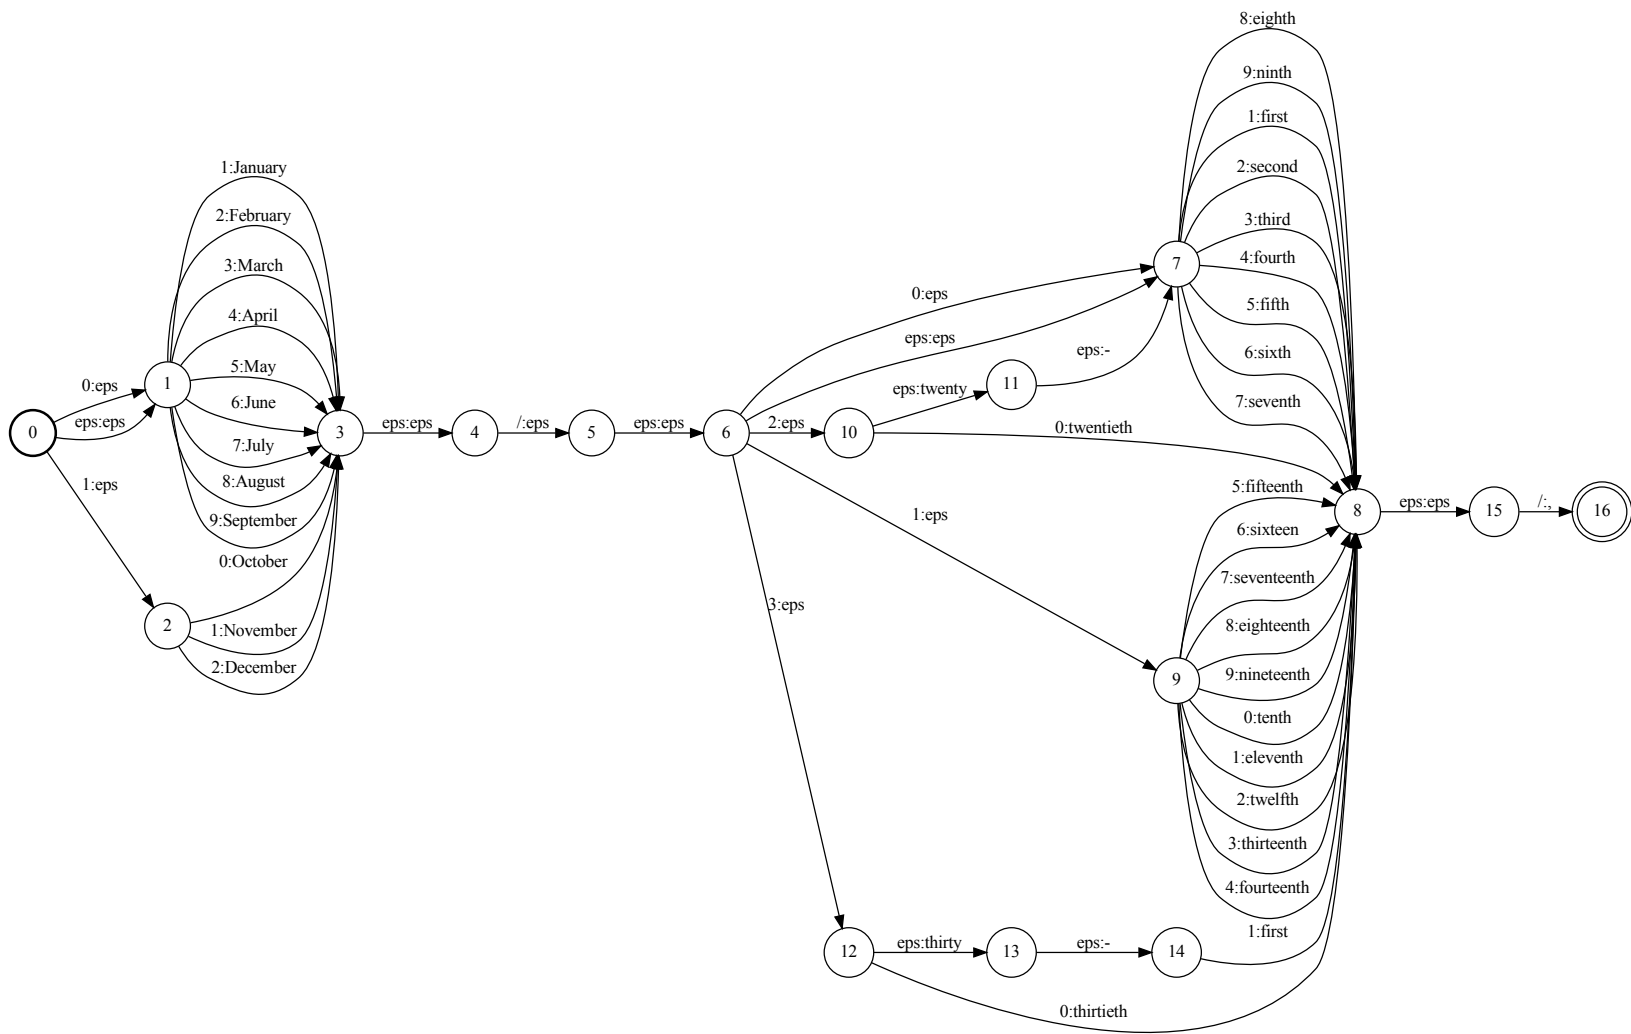 8:eighth
9:ninth
1:first
2:second
3:third
4:fourth
5:fifth
6:sixth
7:seventh
1:January
2:February
3:March
4:April
5:May
6:June
7:July
8:August
9:September
0:October
1:November
2:December
0:eps
eps:eps
1:eps
0
1
2
3
eps:eps
4
/:eps
5
eps:eps
6
0:eps
eps:eps
2:eps
1:eps
3:eps
7
10
eps:twenty
11
eps:-
0:twentieth
5:fifteenth
6:sixteen
7:seventeenth
8:eighteenth
9:nineteenth
0:tenth
1:eleventh
2:twelfth
3:thirteenth
4:fourteenth
9
8
eps:eps
15
/:,
16
12
eps:thirty
13
eps:-
14
1:first
0:thirtieth